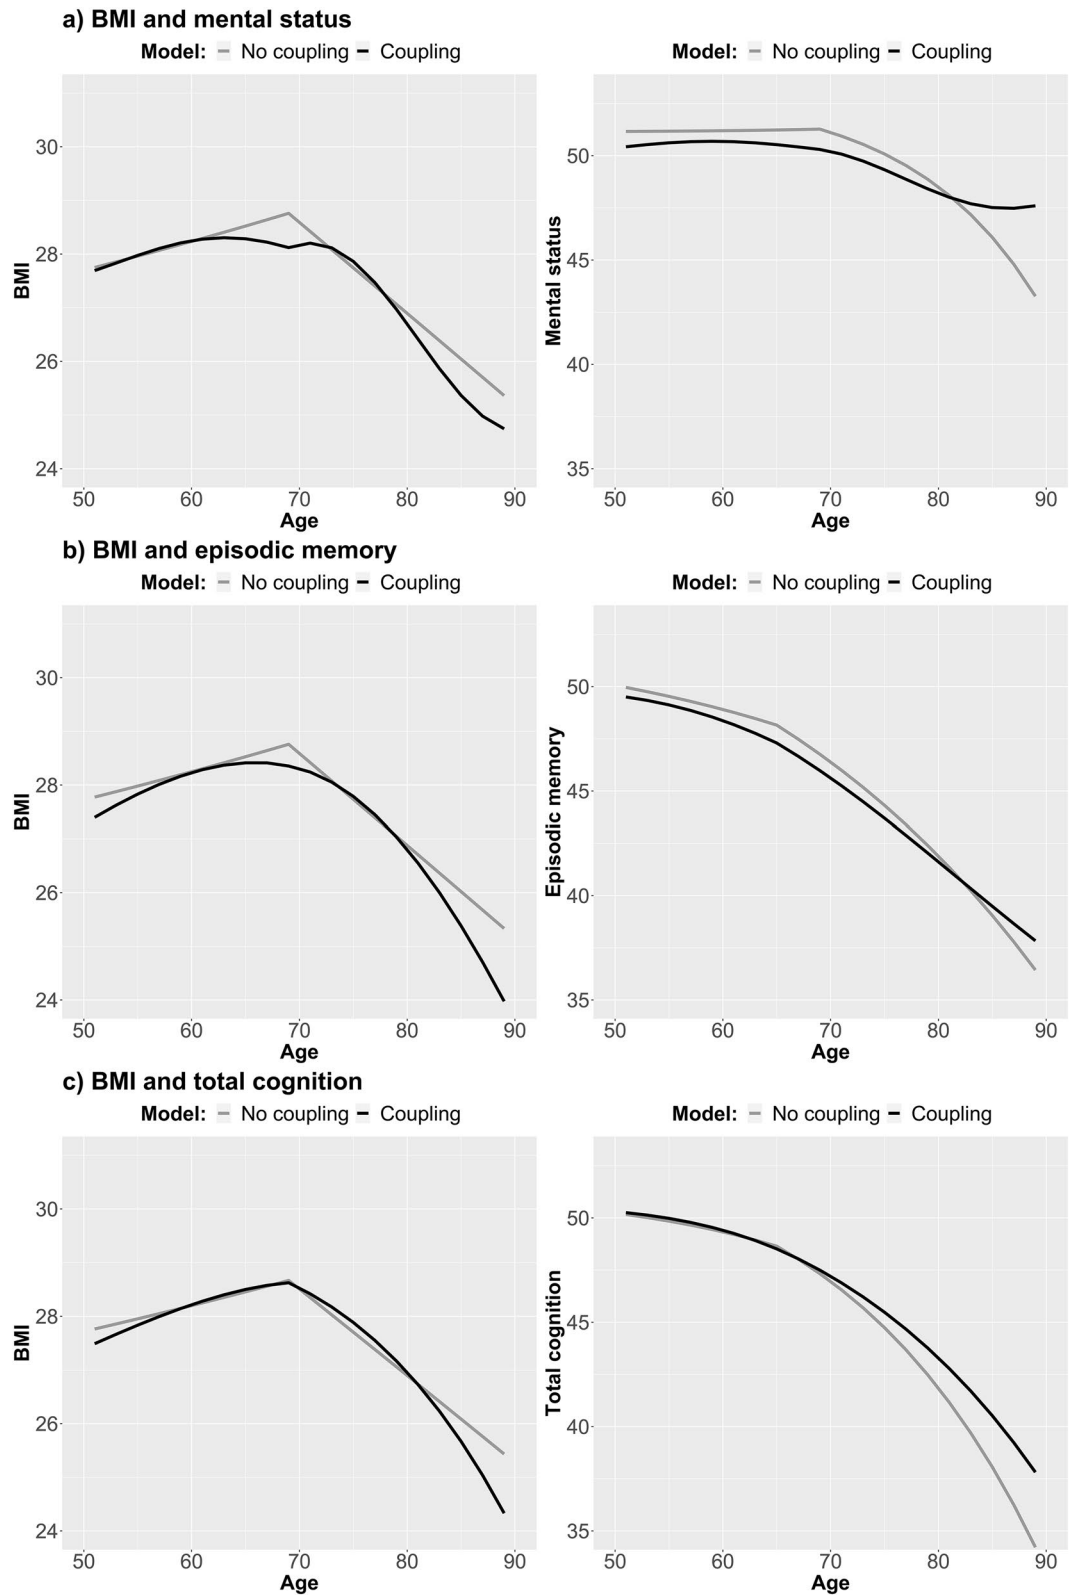 a) BMI and mental status
Model: No coupling Coupling
Model: No coupling Coupling
BMI
30
28
26
24
50 60 70 80 90
Age
Mental status
50
45
40
35
50 60 70 80 90
Age
b) BMI and episodic memory
Model: No coupling Coupling
Model: No coupling Coupling
BMI
30
28
26
24
50 60 70 80 90
Age
Episodic memory
50
45
40
35
50 60 70 80 90
Age
c) BMI and total cognition
Model: No coupling Coupling
Model: No coupling Coupling
BMI
30
28
26
24
50 60 70 80 90
Age
Total cognition
50
45
40
35
50 60 70 80 90
Age